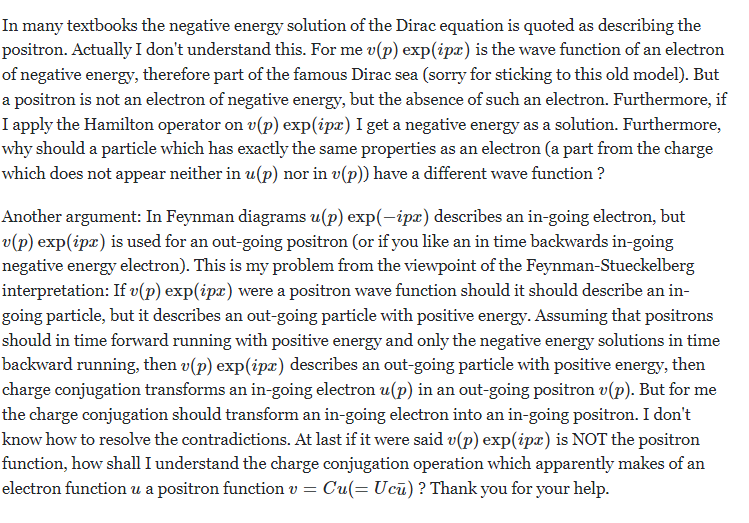 In many textbooks the negative energy solution of the Dirac equation is quoted as describing the
positron. Actually I don't understand this. For me v(p) exp(ipx) is the wave function of an electron
of negative energy, therefore part of the famous Dirac sea (sorry for sticking to this old model). But
a positron is not an electron of negative energy, but the absence of such an electron. Furthermore, if
I apply the Hamilton operator on v(p) exp(ipx) I get a negative energy as a solution. Furthermore,
why should a particle which has exactly the same properties as an electron (a part from the charge
which does not appear neither in u(p) nor in v(p)) have a different wave function ?
Another argument: In Feynman diagrams u(p) exp(−ipx) describes an in-going electron, but
v(p) exp(ipx) is used for an out-going positron (or if you like an in time backwards in-going
negative energy electron). This is my problem from the viewpoint of the Feynman-Stueckelberg
interpretation: If v(p) exp(ipx) were a positron wave function should it should describe an in-
going particle, but it describes an out-going particle with positive energy. Assuming that positrons
should in time forward running with positive energy and only the negative energy solutions in time
backward running, then v(p) exp(ipx) describes an out-going particle with positive energy, then
charge conjugation transforms an in-going electron u(p) in an out-going positron v(p). But for me
the charge conjugation should transform an in-going electron into an in-going positron. I don't
know how to resolve the contradictions. At last if it were said v(p) exp(ipx) is NOT the positron
function, how shall I understand the charge conjugation operation which apparently makes of an
electron function u a positron function v = Cu(= Ucū) ? Thank you for your help.